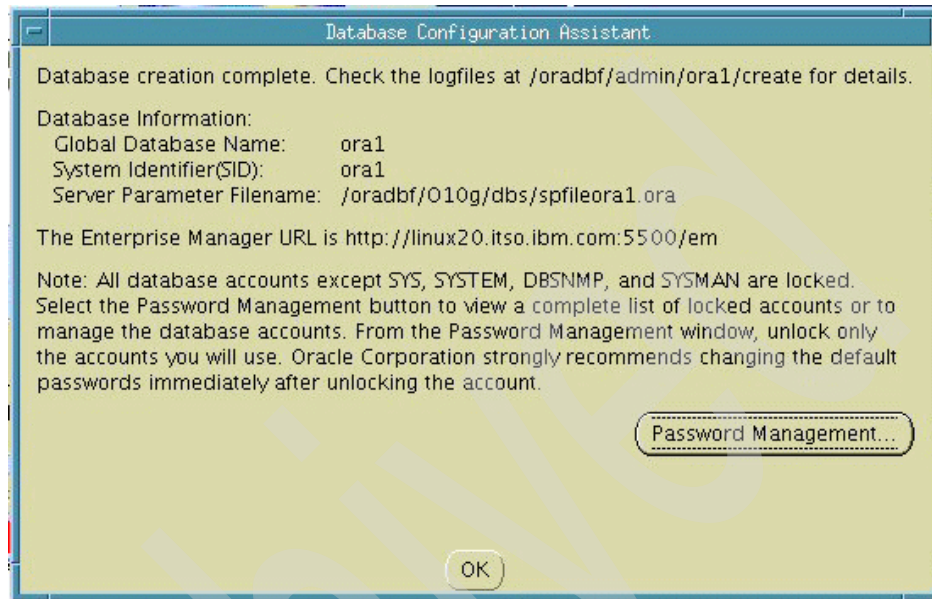 Database Configuration Assistant
Database creation complete. Check the logfiles at /oradbf/admin/ora1/create for details.
Database Information:
Global Database Name: ora1
System Identifier(SID): ora1
Server Parameter Filename: /oradbf/O10g/dbs/spfileora1.ora
The Enterprise Manager URL is http://linux20.itso.ibm.com:5500/em
Note: All database accounts except SYS, SYSTEM, DBSNMP, and SYSMAN are locked.
Select the Password Management button to view a complete list of locked accounts or to
manage the database accounts. From the Password Management window, unlock only
the accounts you will use. Oracle Corporation strongly recommends changing the default
passwords immediately after unlocking the account.
Password Management...
OK